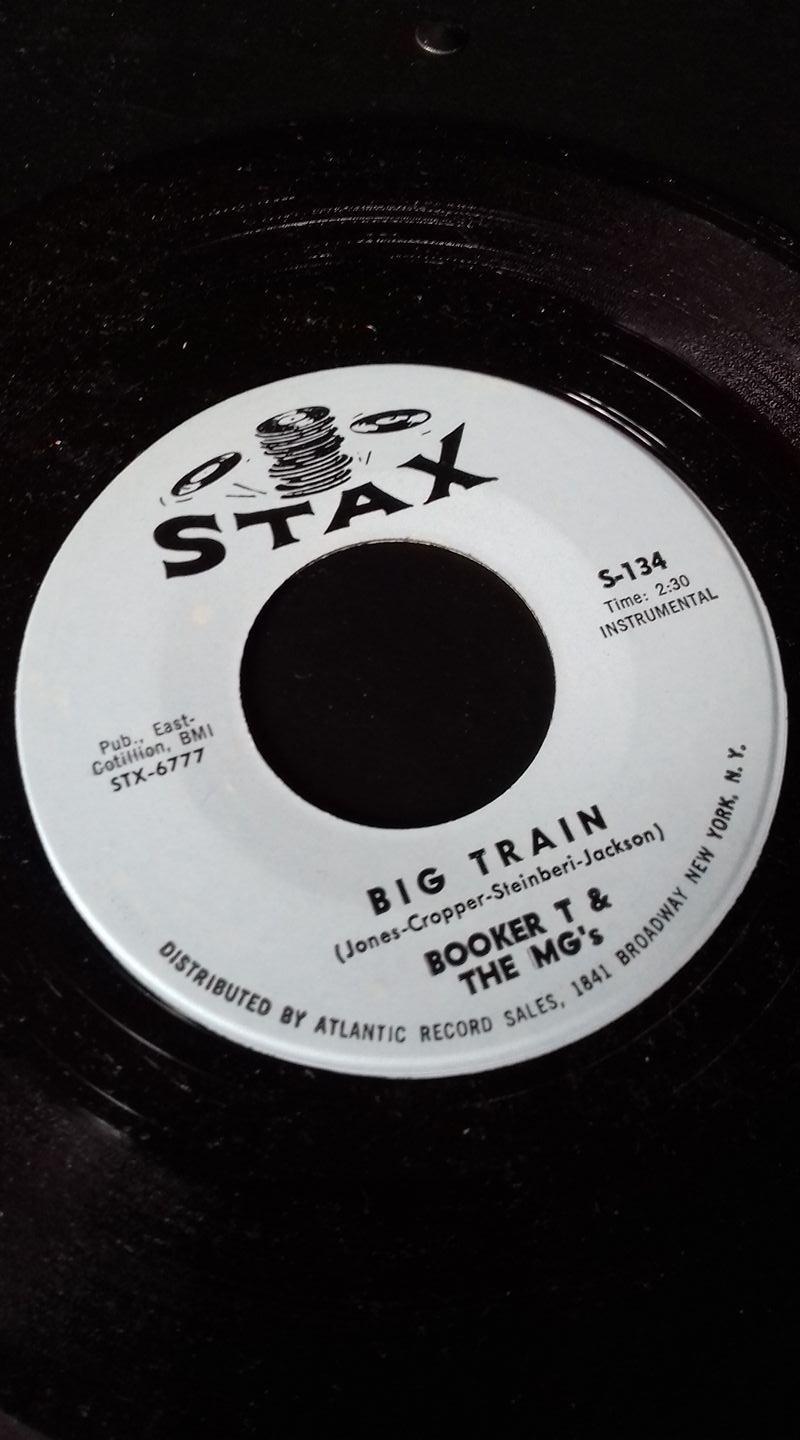 STAX
S-134
Time: 2:30
INSTRUMENTAL
Pub., East-
Cotillion, BMI
STX-6777
BIG TRAIN
(Jones-Cropper-Steinberi-Jackson)
BOOKER T &
THE MG's
DISTRIBUTED BY ATLANTIC RECORD SALES, 1841 BROADWAY NEW YORK, N.Y.